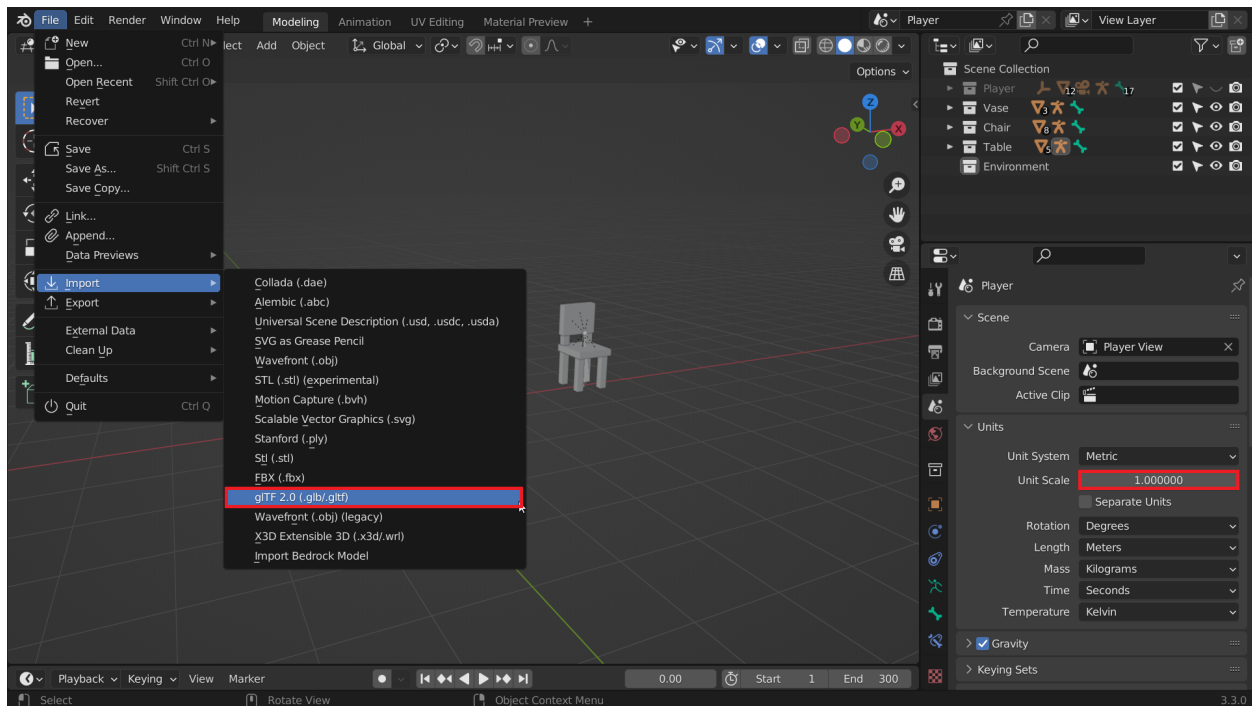 File Edit Render Window Help Modeling Animation UV Editing Material Preview + Player View Layer
New Ctrl N
Open... Ctrl O
Open Recent Shift Ctrl O
Revert
Recover
Save Ctrl S
Save As... Shift Ctrl S
Save Copy...
Link...
Append...
Data Previews
Import
Export
External Data
Clean Up
Defaults
Quit Ctrl Q
lect Add Object Global
Options
Z
Y
X
Collada (.dae)
Alembic (.abc)
Universal Scene Description (.usd, .usdc, .usda)
SVG as Grease Pencil
Wavefront (.obj)
STL (.stl) (experimental)
Motion Capture (.bvh)
Scalable Vector Graphics (.svg)
Stanford (.ply)
Stl (.stl)
FBX (.fbx)
glTF 2.0 (.glb/.gltf)
Wavefront (.obj) (legacy)
X3D Extensible 3D (.x3d/.wrl)
Import Bedrock Model
Scene Collection
Player 12 17
Vase 3
Chair 8
Table 5
Environment
Player
Scene
Camera Player View
Background Scene
Active Clip
Units
Unit System Metric
Unit Scale 1.000000
Separate Units
Rotation Degrees
Length Meters
Mass Kilograms
Time Seconds
Temperature Kelvin
Gravity
Keying Sets
Playback Keying View Marker 0.00 Start 1 End 300
Select Rotate View Object Context Menu 3.3.0